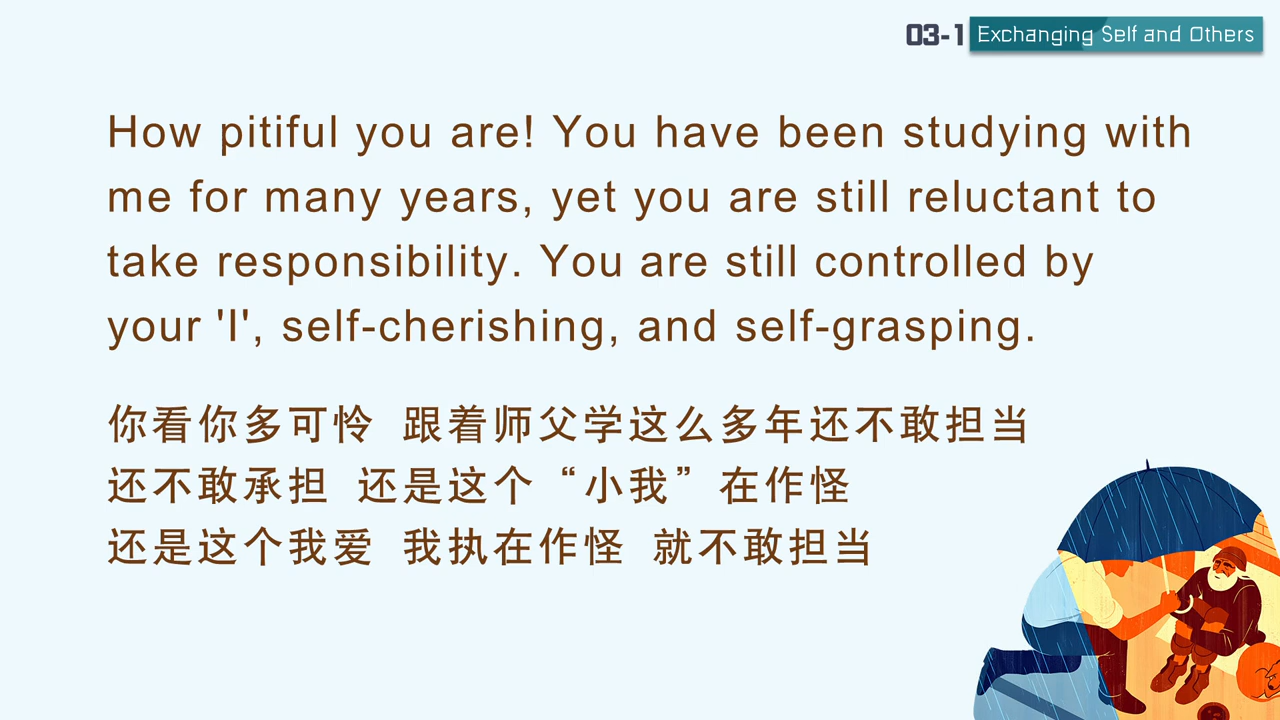 03-1 Exchanging Self and Others
How pitiful you are! You have been studying with
me for many years, yet you are still reluctant to
take responsibility. You are still controlled by
your 'I', self-cherishing, and self-grasping.
你看你多可怜 跟着师父学这么多年还不敢担当
还不敢承担 还是这个“小我”在作怪
还是这个我爱 我执在作怪 就不敢担当